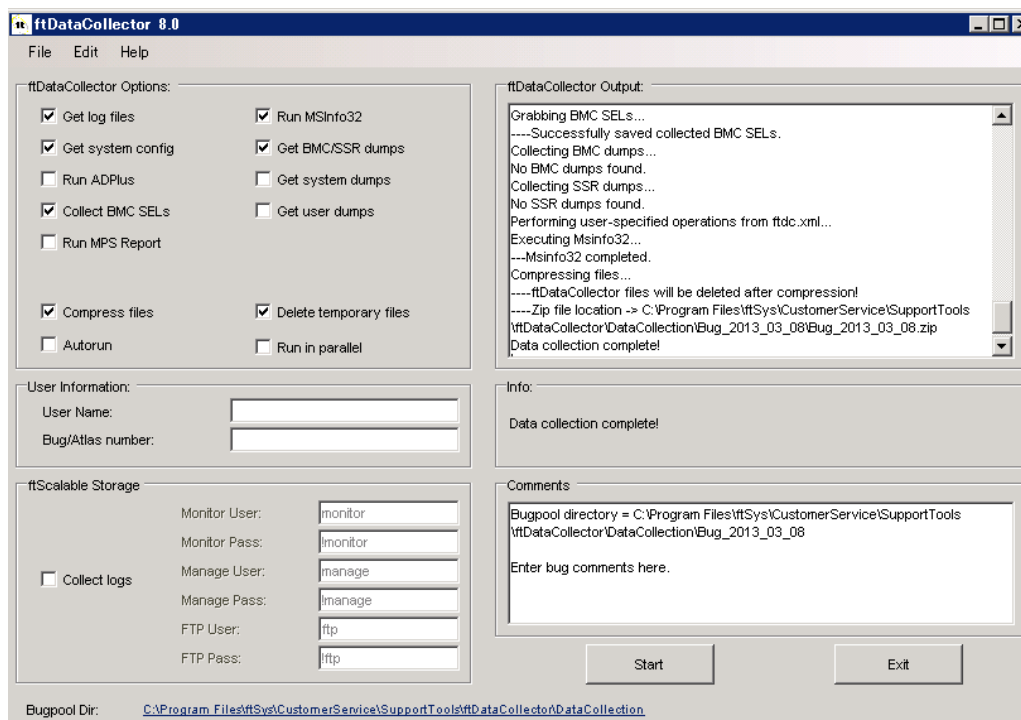 ftDataCollector 8.0
File Edit Help
ftDataCollector Options:
Get log files
Run MSInfo32
Get system config
Get BMC/SSR dumps
Run ADPlus
Get system dumps
Collect BMC SELs
Get user dumps
Run MPS Report
Compress files
Delete temporary files
Autorun
Run in parallel
ftDataCollector Output:
Grabbing BMC SELs...
----Successfully saved collected BMC SELs.
Collecting BMC dumps...
No BMC dumps found.
Collecting SSR dumps...
No SSR dumps found.
Performing user-specified operations from ftdc.xml...
Executing Msinfo32...
---Msinfo32 completed.
Compressing files...
----ftDataCollector files will be deleted after compression!
----Zip file location -> C:\Program Files\ftSys\CustomerService\SupportTools
\ftDataCollector\DataCollection\Bug_2013_03_08\Bug_2013_03_08.zip
Data collection complete!
User Information:
User Name:
Bug/Atlas number:
Info:
Data collection complete!
ftScalable Storage
Collect logs
Monitor User: monitor
Monitor Pass: !monitor
Manage User: manage
Manage Pass: !manage
FTP User: ftp
FTP Pass: !ftp
Comments
Bugpool directory = C:\Program Files\ftSys\CustomerService\SupportTools
\ftDataCollector\DataCollection\Bug_2013_03_08
Enter bug comments here.
Start
Exit
Bugpool Dir: C:\Program Files\ftSys\CustomerService\SupportTools\ftDataCollector\DataCollection